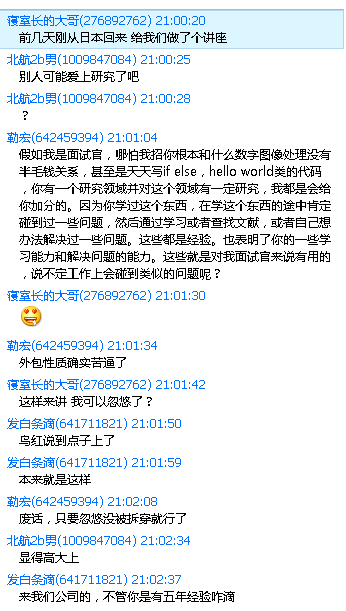 寝室长的大哥(276892762) 21:00:20
前几天刚从日本回来 给我们做了个讲座
北航2b男(1009847084) 21:00:25
别人可能爱上研究了吧
北航2b男(1009847084) 21:00:28
？
勒宏(642459394) 21:01:04
假如我是面试官，哪怕我招你根本和什么数字图像处理没有
半毛钱关系，甚至是天天写if else，hello world类的代码
，你有一个研究领域并对这个领域有一定研究，我都是会给
你加分的。因为你学过这个东西，在学这个东西的途中肯定
碰到过一些问题，然后通过学习或者查找文献，或者自己想
办法解决过一些问题。这些都是经验。也表明了你的一些学
习能力和解决问题的能力。这些就是对我面试官来说有用的
，说不定工作上会碰到类似的问题呢？
寝室长的大哥(276892762) 21:01:30
勒宏(642459394) 21:01:34
外包性质确实苦逼了
寝室长的大哥(276892762) 21:01:42
这样来讲 我可以忽悠了？
发白条滴(641711821) 21:01:50
鸟红说到点子上了
发白条滴(641711821) 21:01:59
本来就是这样
勒宏(642459394) 21:02:08
废话，只要忽悠没被拆穿就行了
北航2b男(1009847084) 21:02:34
显得高大上
发白条滴(641711821) 21:02:37
来我们公司的，不管你是有五年经验咋滴